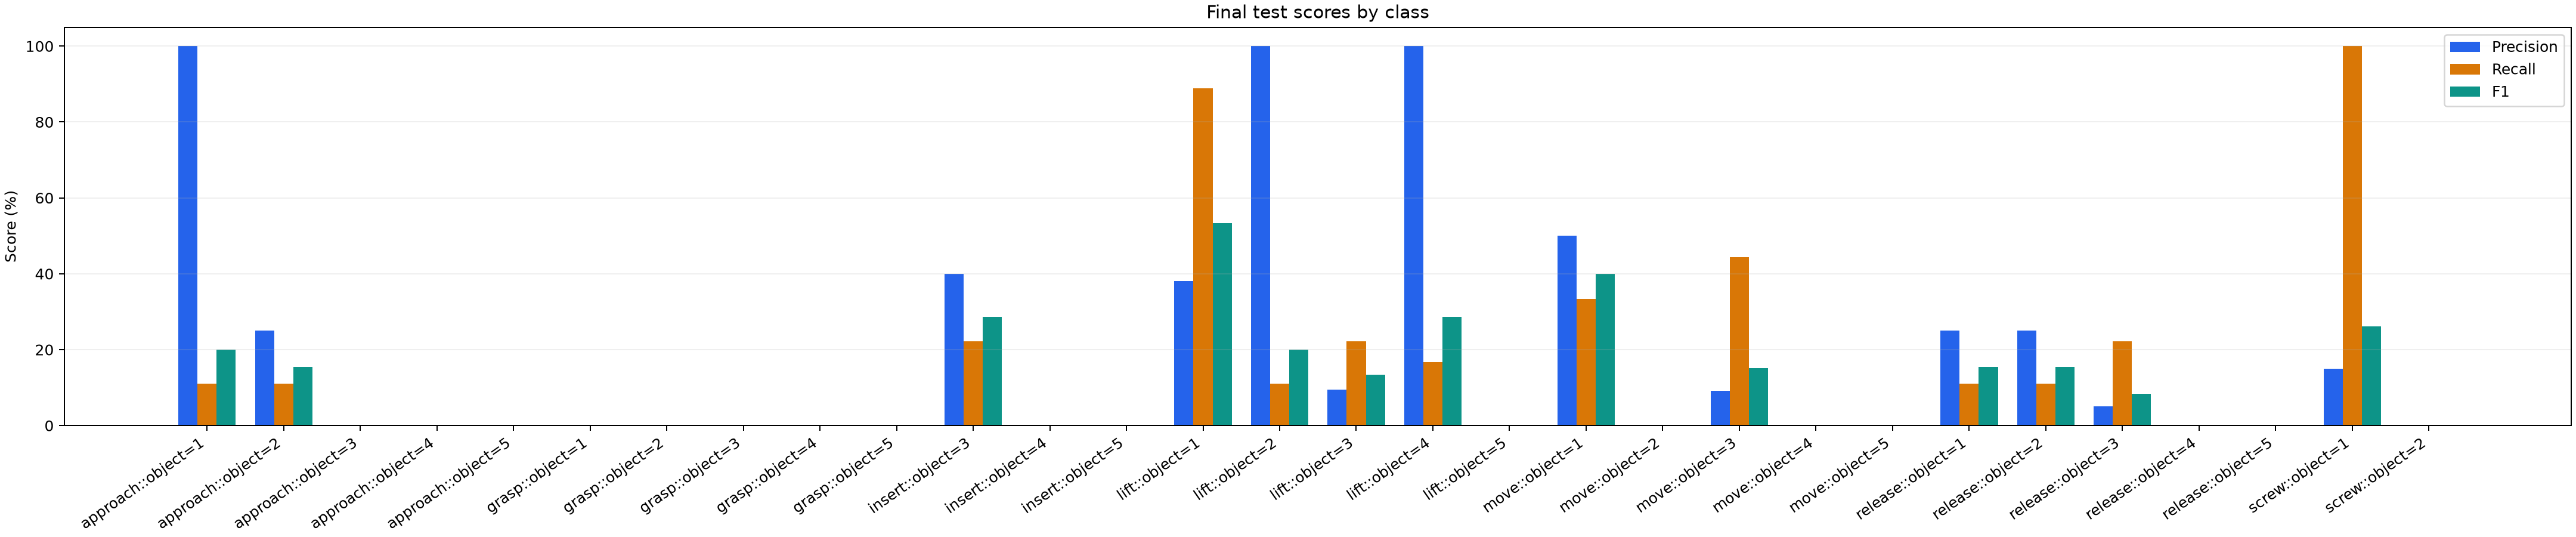 Final test scores by class
Score (%)
100
80
60
40
20
0
Precision
Recall
F1
approach::object=1
approach::object=2
approach::object=3
approach::object=4
approach::object=5
grasp::object=1
grasp::object=2
grasp::object=3
grasp::object=4
grasp::object=5
insert::object=3
insert::object=4
insert::object=5
lift::object=1
lift::object=2
lift::object=3
lift::object=4
lift::object=5
move::object=1
move::object=2
move::object=3
move::object=4
move::object=5
release::object=1
release::object=2
release::object=3
release::object=4
release::object=5
screw::object=1
screw::object=2